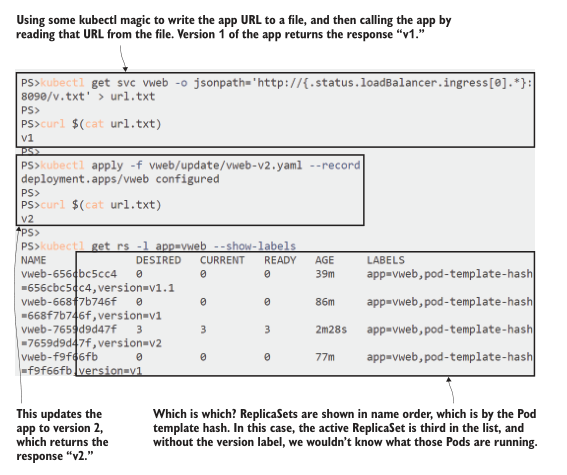 Using some kubectl magic to write the app URL to a file, and then calling the app by
reading that URL from the file. Version 1 of the app returns the response “v1.”
PS>kubectl get svc vweb -o jsonpath='http://{.status.loadBalancer.ingress[0].*}:
8090/v.txt' > url.txt
PS>
PS>curl $(cat url.txt)
v1
PS>
PS>kubectl apply -f vweb/update/vweb-v2.yaml --record
deployment.apps/vweb configured
PS>
PS>curl $(cat url.txt)
v2
PS>
PS>kubectl get rs -l app=vweb --show-labels
NAME DESIRED CURRENT READY AGE LABELS
vweb-656cbc5cc4 0 0 0 39m app=vweb,pod-template-hash
=656cbc5cc4,version=v1.1
vweb-668f7b746f 0 0 0 86m app=vweb,pod-template-hash
=668f7b746f,version=v1
vweb-7659d9d47f 3 3 3 2m28s app=vweb,pod-template-hash
=7659d9d47f,version=v2
vweb-f9f66fb 0 0 0 77m app=vweb,pod-template-hash
=f9f66fb,version=v1
This updates the
app to version 2,
which returns the
response “v2.”
Which is which? ReplicaSets are shown in name order, which is by the Pod
template hash. In this case, the active ReplicaSet is third in the list, and
without the version label, we wouldn’t know what those Pods are running.